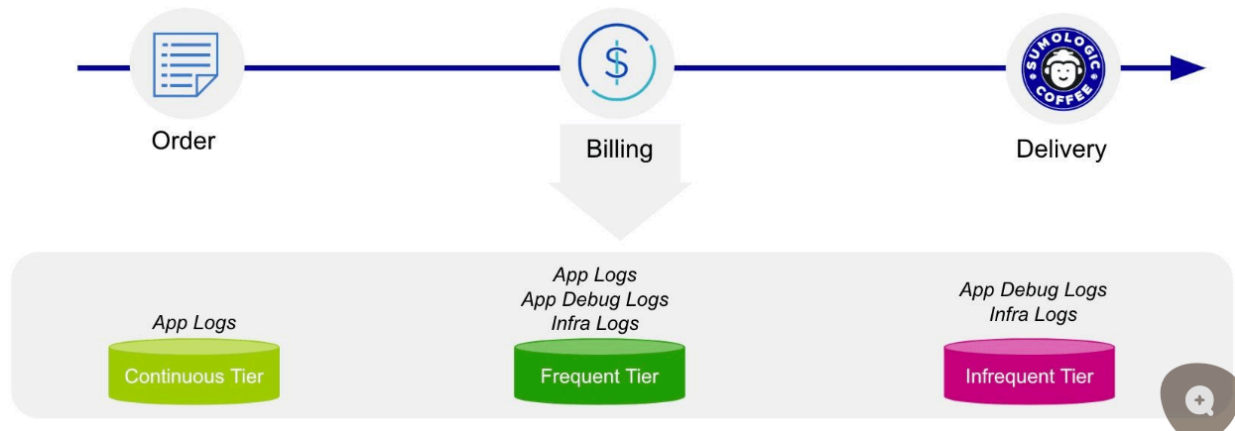 SUMOLOGIC
COFFEE
Order
Billing
Delivery
App Logs
App Logs
App Debug Logs
Infra Logs
App Debug Logs
Infra Logs
Continuous Tier
Frequent Tier
Infrequent Tier